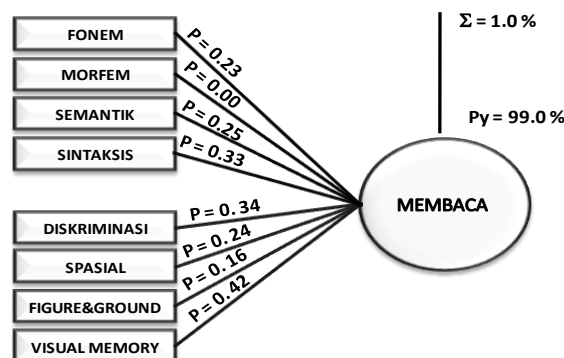 FONEM
MORFEM
SEMANTIK
SINTAKSIS
DISKRIMINASI
SPASIAL
FIGURE&GROUND
VISUAL MEMORY
P = 0.23
P = 0.00
P = 0.25
P = 0.33
P = 0. 34
P = 0.24
P = 0.16
P = 0.42
MEMBACA
Σ = 1.0 %
Py = 99.0 %